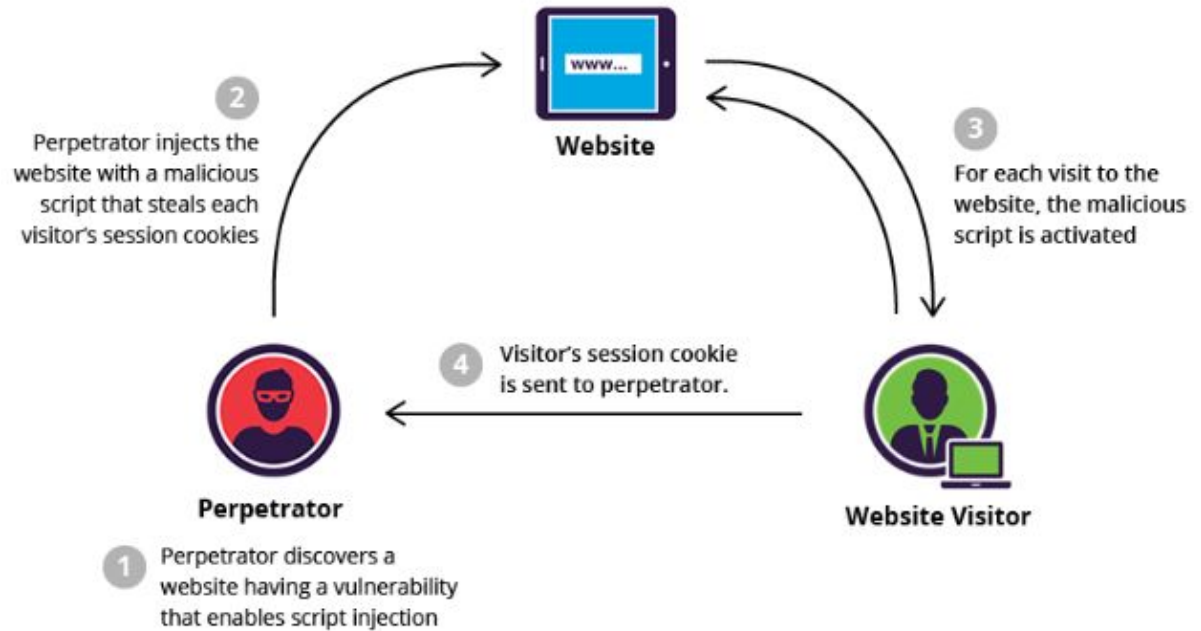 www...
Website
2
Perpetrator injects the
website with a malicious
script that steals each
visitor's session cookies
3
For each visit to the
website, the malicious
script is activated
4
Visitor's session cookie
is sent to perpetrator.
Perpetrator
Website Visitor
1
Perpetrator discovers a
website having a vulnerability
that enables script injection